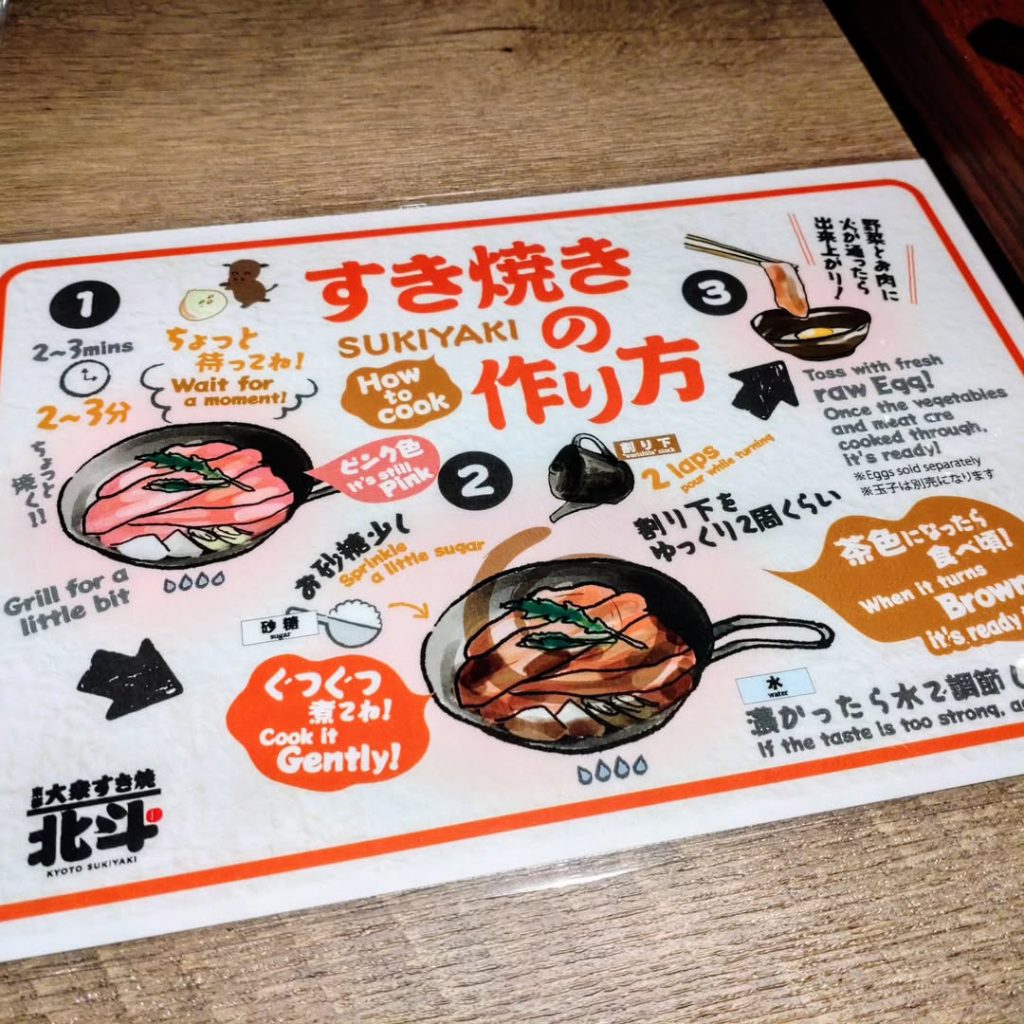 すき焼き
の
作り方
SUKIYAKI
How
to
cook
1
2~3mins
2~3分
ちょっと
待ってね!
Wait for
a moment!
ちょっと
焼く!!
ピンク色
It's still
Pink
Grill for a
little bit
2
割り下
"warishita" stock
2 laps
pour while turning
割り下を
ゆっくり2周くらい
お砂糖少し
Sprinkle
a little sugar
砂糖
sugar
ぐつぐつ
煮てね!
Cook it
Gently!
茶色になったら
食べ頃!
When it turns
Brown
it's ready
水
water
濃かったら水で調節し
If the taste is too strong, ad
3
野菜とお肉に
火が通ったら
出来上がり!
Toss with fresh
raw Egg!
Once the vegetables
and meat cre
cooked through,
it's ready!
※Eggs sold separately
※玉子は別売になります
大衆すき焼
北斗
KYOTO SUKIYAKI